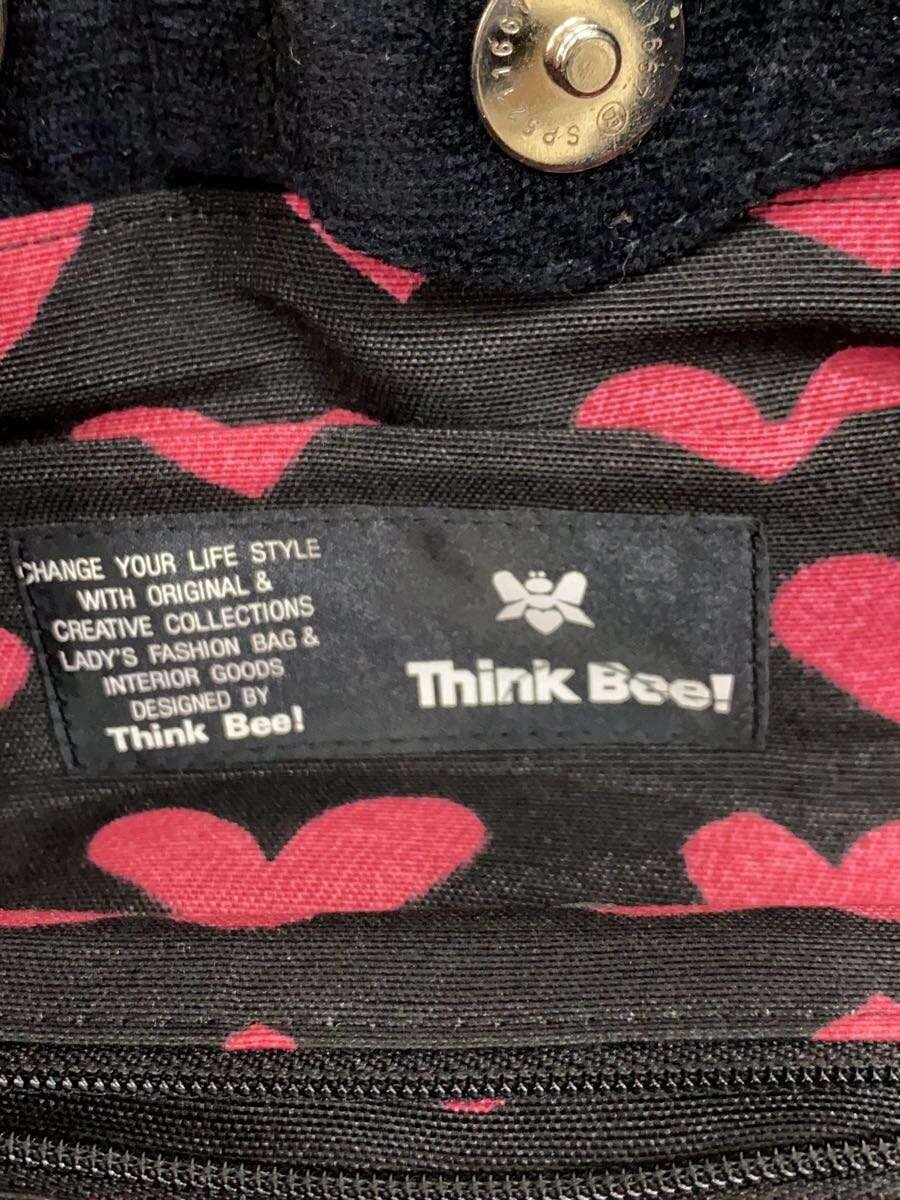 CHANGE YOUR LIFE STYLE
WITH ORIGINAL &
CREATIVE COLLECTIONS
LADY'S FASHION BAG &
INTERIOR GOODS
DESIGNED BY
Think Bee!
Think Bee!